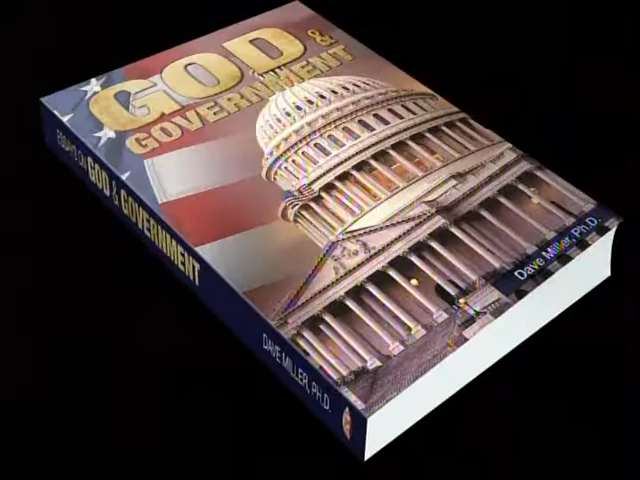 GOD &
GOVERNMENT
Dave Miller, Ph.D.
ESSAYS ON GOD & GOVERNMENT
DAVE MILLER, PH.D.